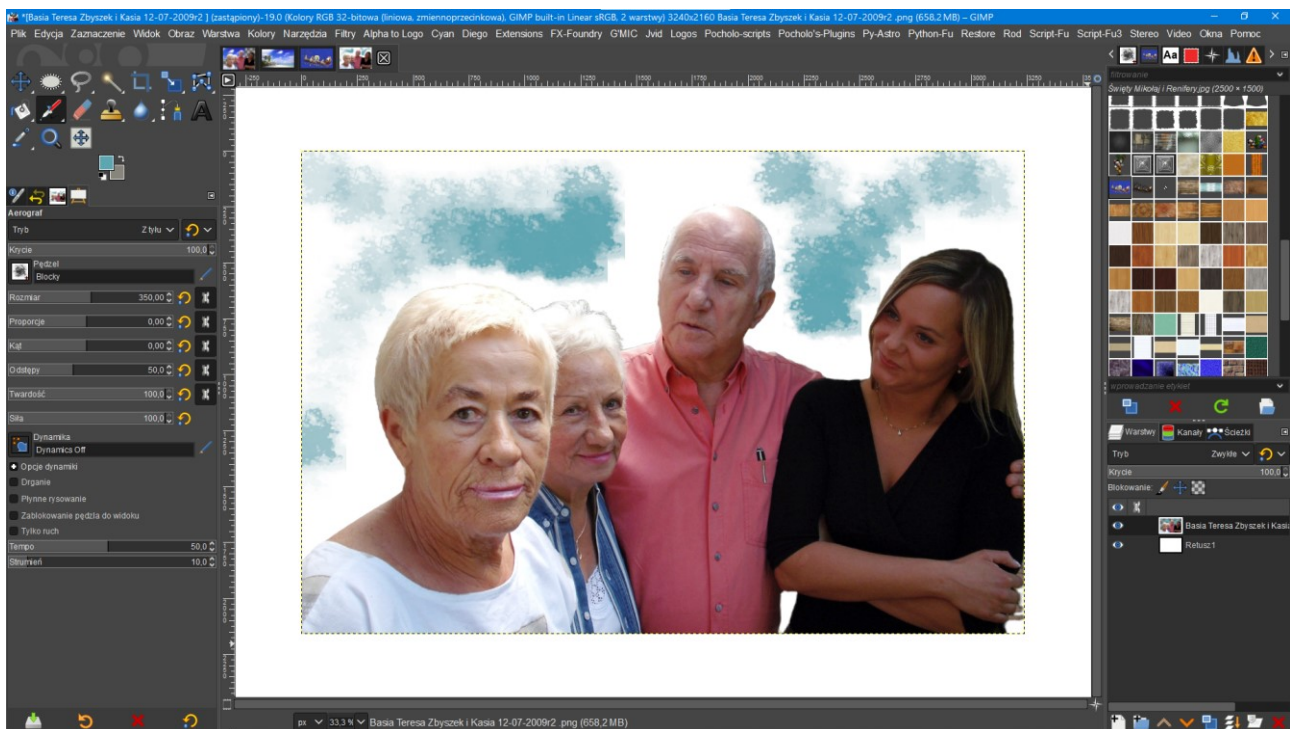 *[Basia Teresa Zbyszek i Kasia 12-07-2009r2 ] (zastąpiony)-19.0 (Kolory RGB 32-bitowa (liniowa, zmiennoprzecinkowa), GIMP built-in Linear sRGB, 2 warstwy) 3240x2160 Basia Teresa Zbyszek i Kasia 12-07-2009r2 .png (658,2 MB) – GIMP
Plik Edycja Zaznaczenie Widok Obraz Warstwa Kolory Narzędzia Filtry Alpha to Logo Cyan Diego Extensions FX-Foundry G'MIC Jvid Logos Pocholo-scripts Pocholo's-Plugins Py-Astro Python-Fu Restore Rod Script-Fu Script-Fu3 Stereo Video Okna Pomoc
Aa
filtrowanie
Święty Mikołaj i Renifery.jpg (2500 × 1500)
Aerograf
Tryb Z tyłu
Krycie 100,0
Pędzel
Blocky
Rozmiar 350,00
Proporcje 0,00
Kąt 0,00
Odstępy 50,0
Twardość 100,0
Siła 100,0
Dynamika
Dynamics Off
Opcje dynamiki
Drganie
Płynne rysowanie
Zablokowanie pędzla do widoku
Tylko ruch
Tempo 50,0
Strumień 10,0
wprowadzanie etykiet
Warstwy Kanały Ścieżki
Tryb Zwykłe
Krycie 100,0
Blokowanie:
Basia Teresa Zbyszek i Kasia
Retusz1
px 33,3 % Basia Teresa Zbyszek i Kasia 12-07-2009r2 .png (658,2 MB)